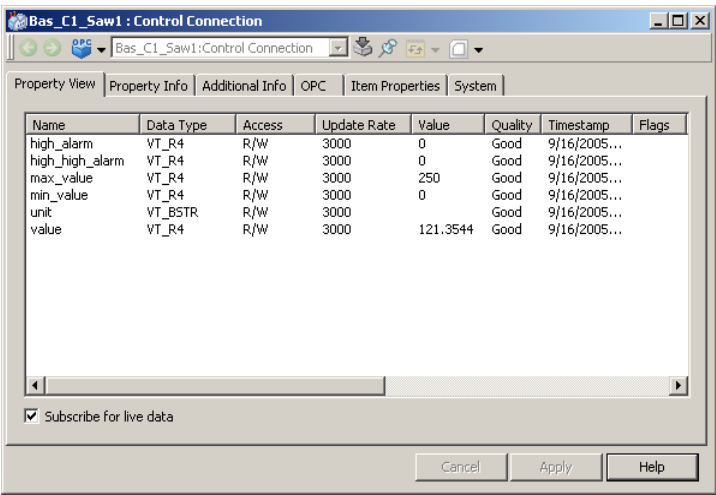 Bas_C1_Saw1 : Control Connection
OPC Bas_C1_Saw1:Control Connection
Property View Property Info Additional Info OPC Item Properties System
Name Data Type Access Update Rate Value Quality Timestamp Flags
high_alarm VT_R4 R/W 3000 0 Good 9/16/2005...
high_high_alarm VT_R4 R/W 3000 0 Good 9/16/2005...
max_value VT_R4 R/W 3000 250 Good 9/16/2005...
min_value VT_R4 R/W 3000 0 Good 9/16/2005...
unit VT_BSTR R/W 3000 Good 9/16/2005...
value VT_R4 R/W 3000 121.3544 Good 9/16/2005...
Subscribe for live data
Cancel Apply Help